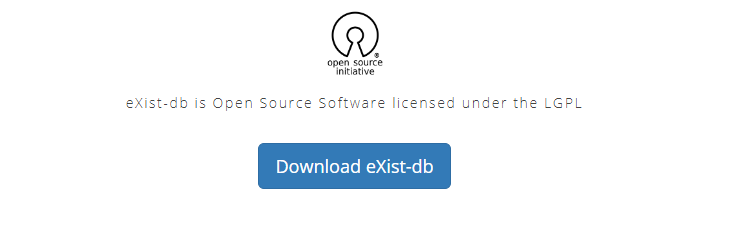 open source
initiative
eXist-db is Open Source Software licensed under the LGPL
Download eXist-db